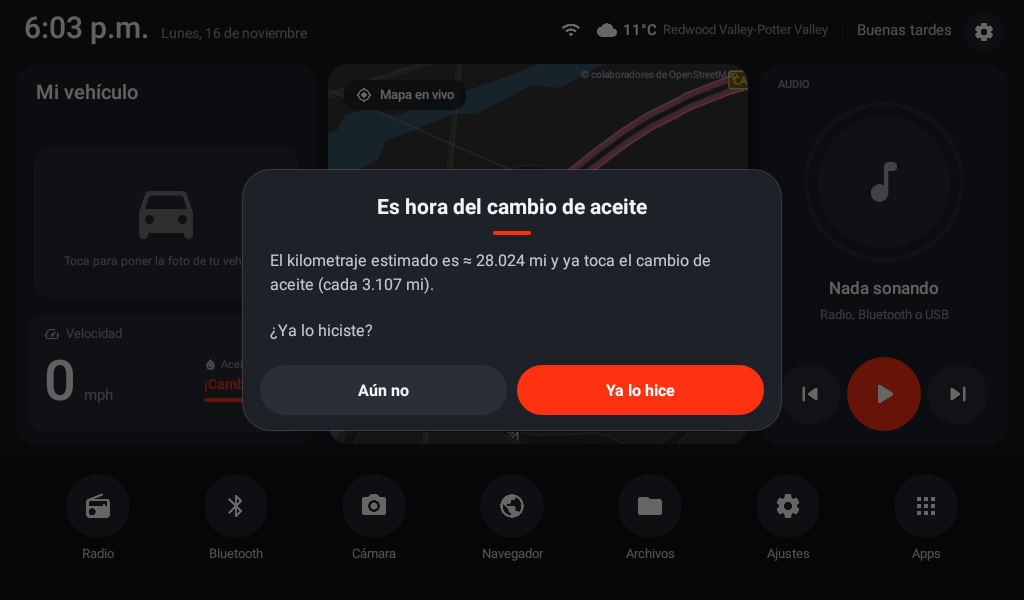 6:03 p.m.
Lunes, 16 de noviembre
11°C
Redwood Valley-Potter Valley
Buenas tardes
Mi vehículo
Toca para poner la foto de tu
Velocidad
0
mph
Mapa en vivo
© colaboradores de OpenStreetMap
CA
AUDIO
Nada sonando
Radio, Bluetooth o USB
Es hora del cambio de aceite
El kilometraje estimado es ≈ 28.024 mi y ya toca el cambio de
aceite (cada 3.107 mi).
¿Ya lo hiciste?
Aún no
Ya lo hice
Radio
Bluetooth
Cámara
Navegador
Archivos
Ajustes
Apps